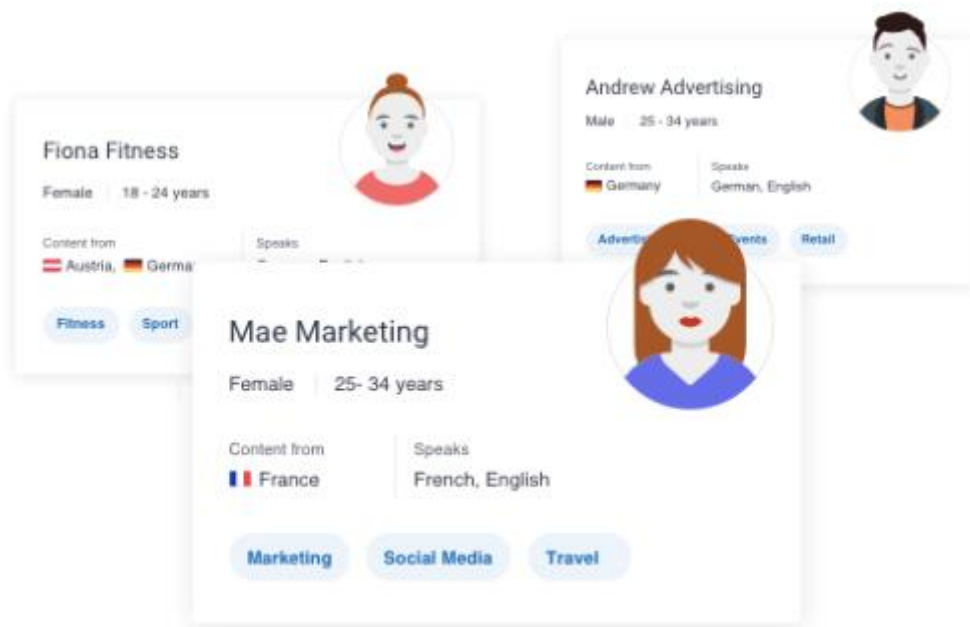 Andrew Advertising
Male 25 - 34 years
Content from Speaks
Germany German, English
Events Retail
Fiona Fitness
Female 18 - 24 years
Content from Speaks
Austria,
Fitness Sport
Mae Marketing
Female 25- 34 years
Content from Speaks
France French, English
Marketing Social Media Travel